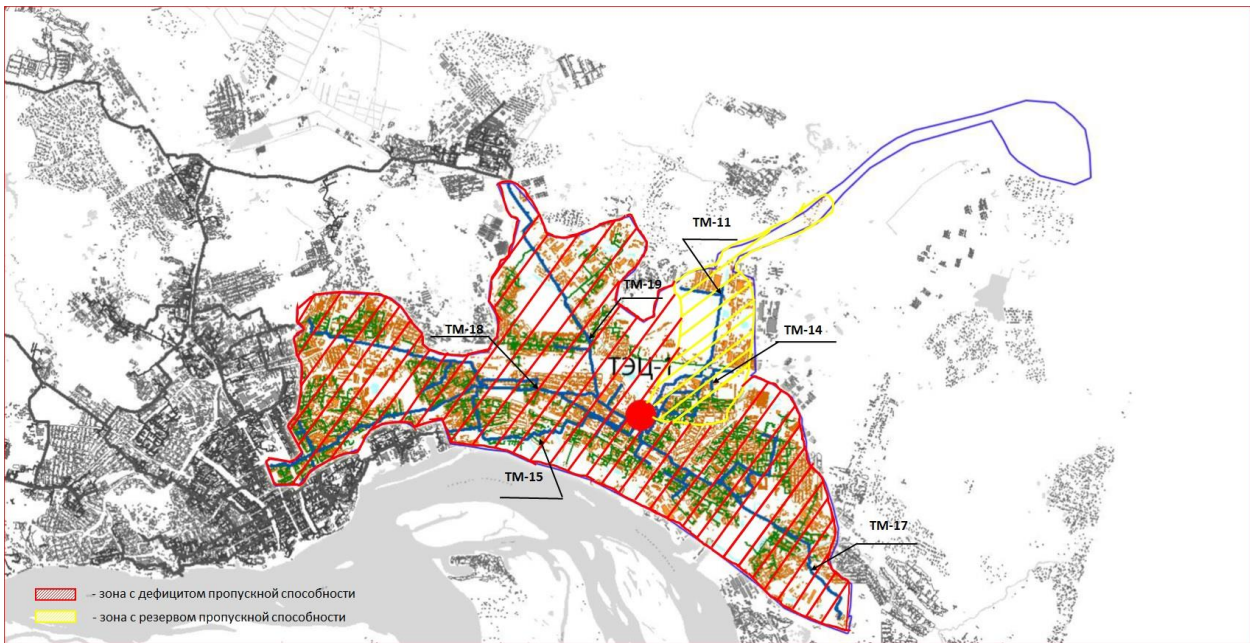 ТМ-11
ТМ-19
ТМ-18
ТМ-14
ТЭЦ-1
ТМ-15
ТМ-17
- зона с дефицитом пропускной способности
- зона с резервом пропускной способности